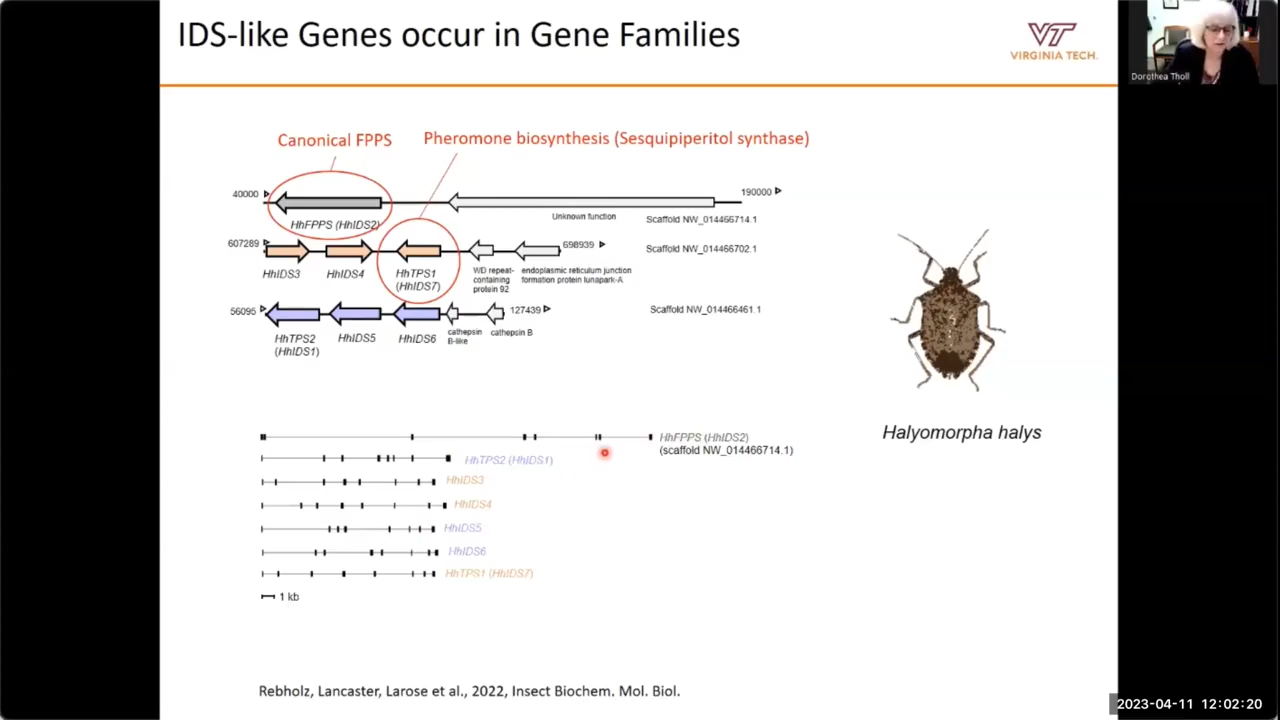 IDS-like Genes occur in Gene Families
VIRGINIA TECH.
Dorothea Tholl
Canonical FPPS
Pheromone biosynthesis (Sesquipiperitol synthase)
40000
190000
HhFPPS (HhIDS2)
Unknown function
Scaffold NW_014466714.1
607289
698939
Scaffold NW_014466702.1
HhIDS3
HhIDS4
HhTPS1
(HhIDS7)
WD repeat-
containing
protein 92
endoplasmic reticulum junction
formation protein lunapark-A
56095
127439
Scaffold NW_014466461.1
HhTPS2
(HhIDS1)
HhIDS5
HhIDS6
cathepsin
B-like
cathepsin B
Halyomorpha halys
HhFPPS (HhIDS2)
(scaffold NW_014466714.1)
HhTPS2 (HhIDS1)
HhIDS3
HhIDS4
HhIDS5
HhIDS6
HhTPS1 (HhIDS7)
1 kb
Rebholz, Lancaster, Larose et al., 2022, Insect Biochem. Mol. Biol.
2023-04-11 12:02:20